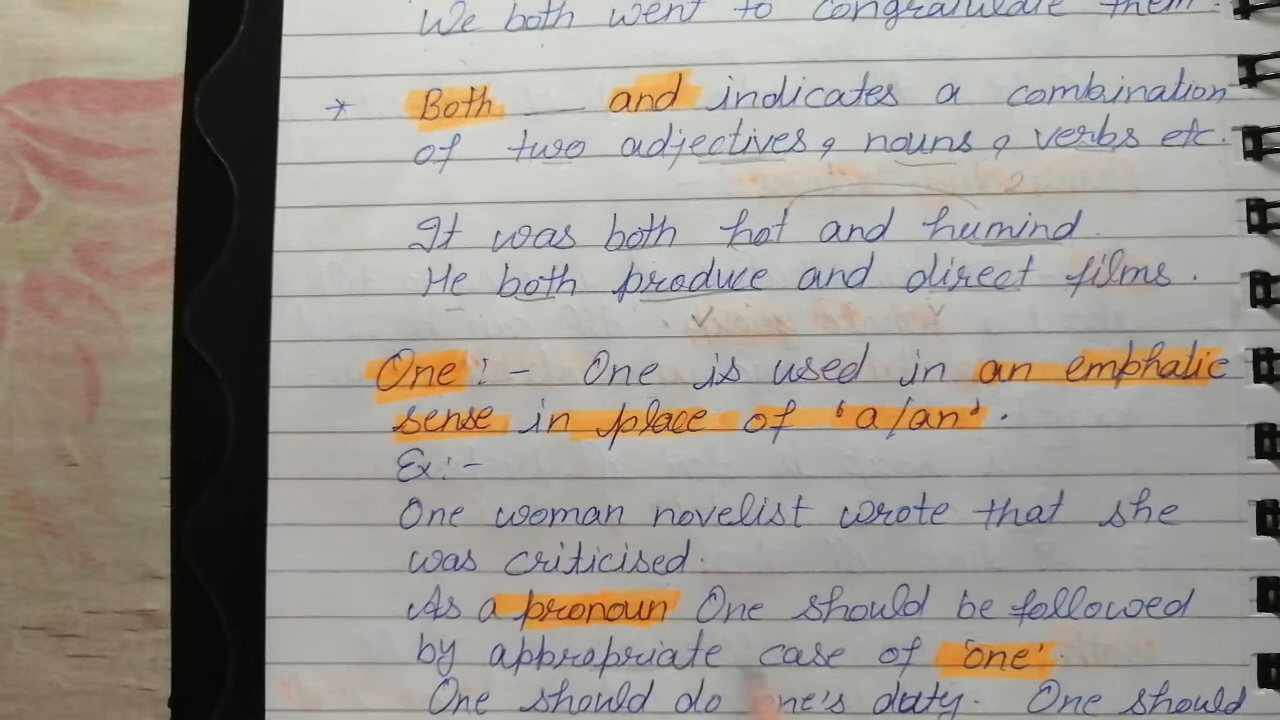 We both went to congratulate them.
* Both — and indicates a combination
of two adjectives, nouns, verbs etc.
It was both hot and humind.
He both produce and direct films.
One :- One is used in an emphalic
sense in place of 'a/an'.
Ex:-
One woman novelist wrote that she
was criticised.
As a pronoun One should be followed
by appropriate case of 'one'.
One should do one's duty. One should